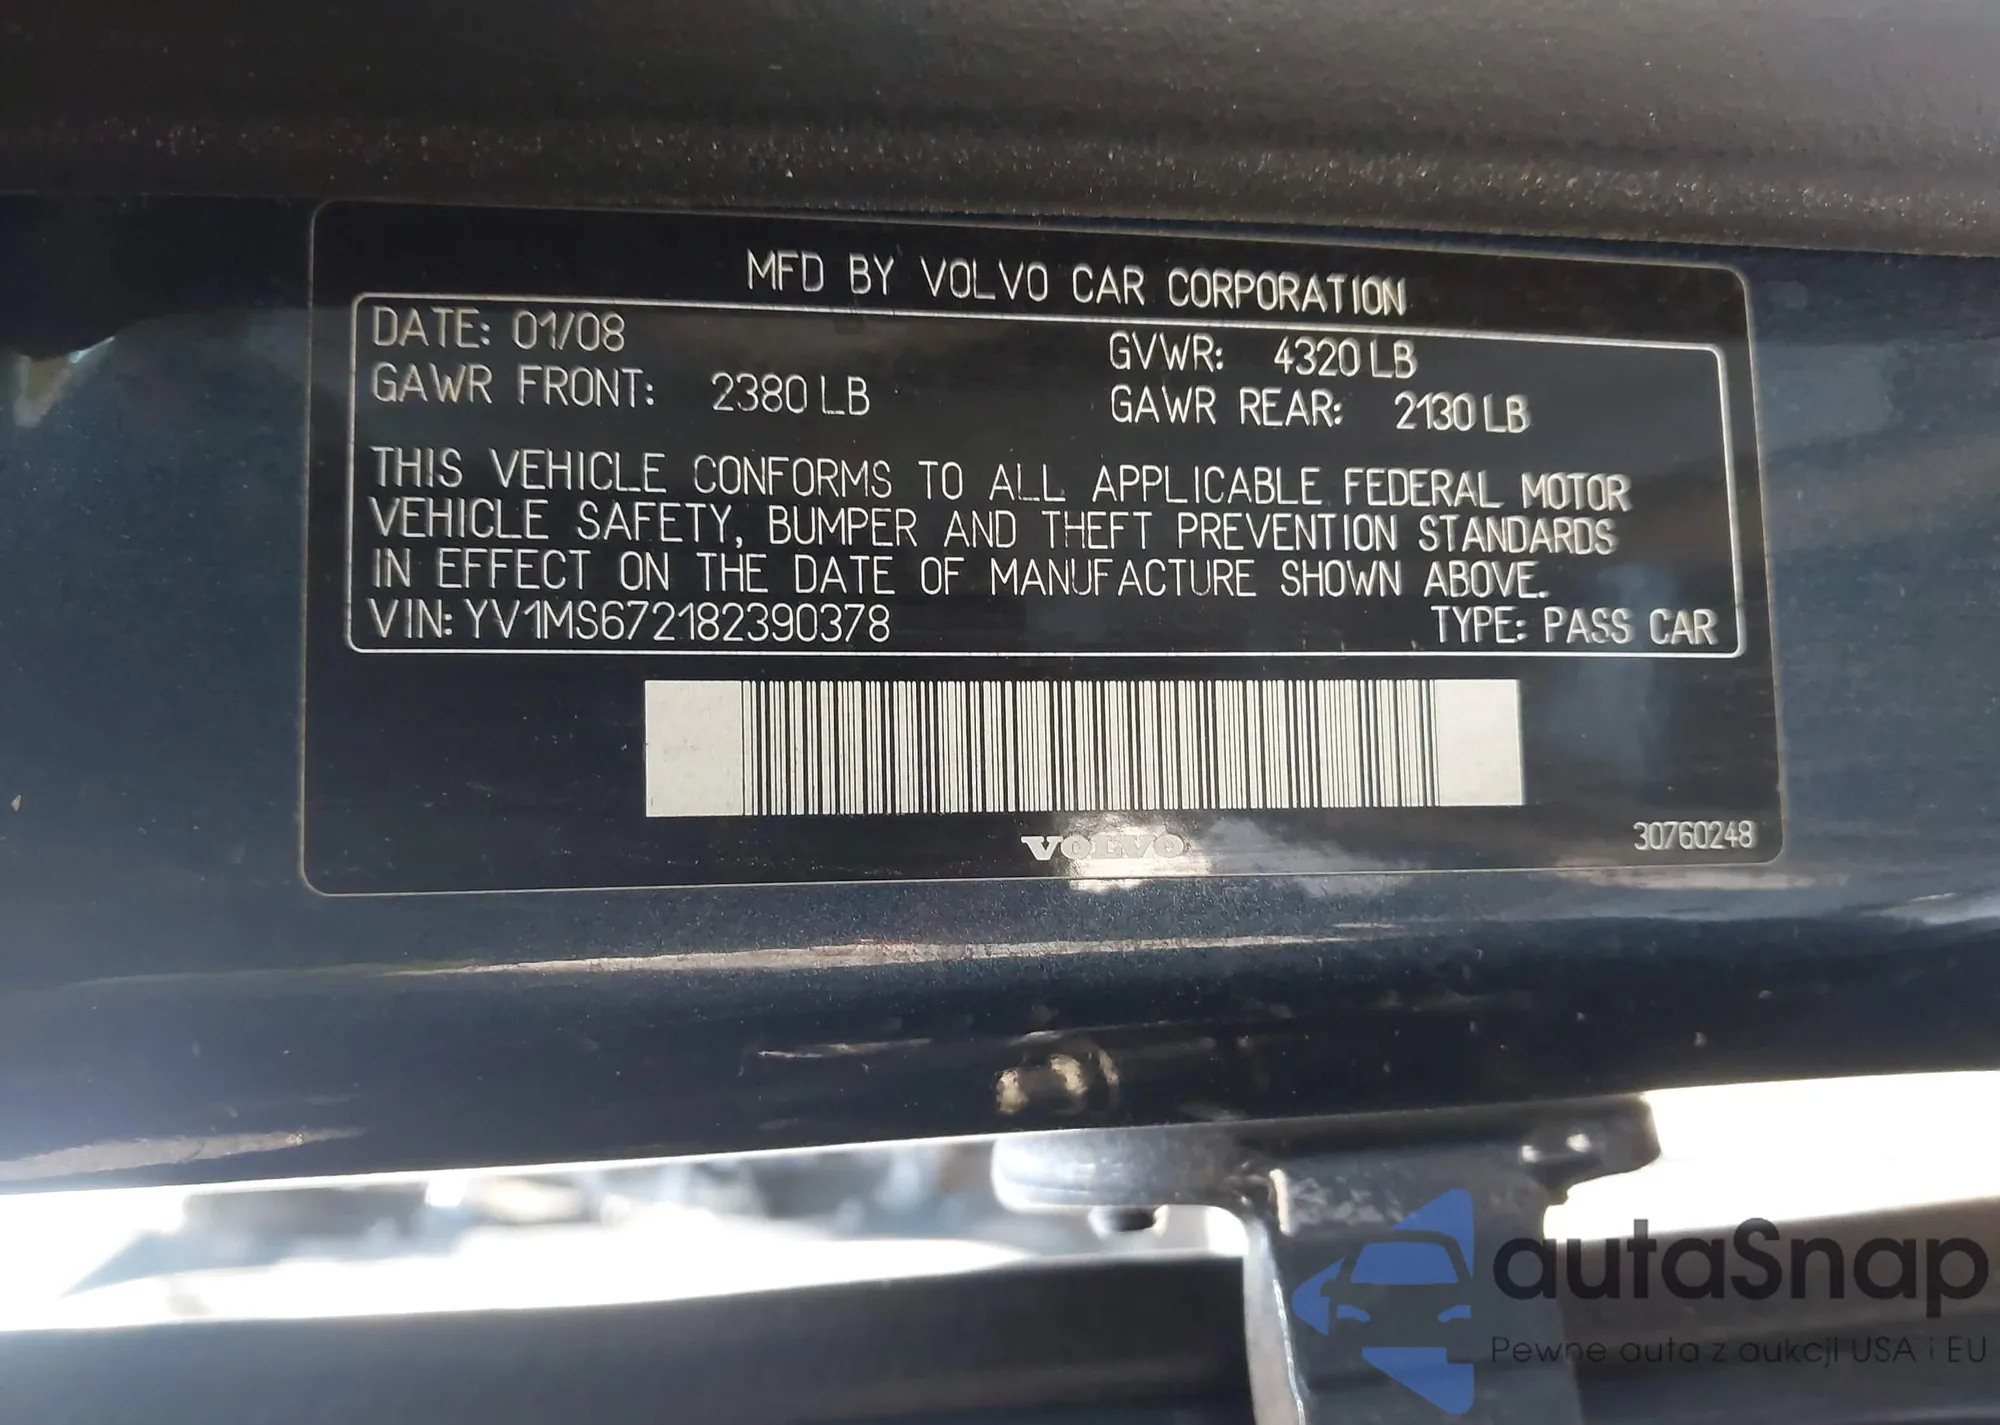 MFD BY VOLVO CAR CORPORATION
DATE: 01/08 GVWR: 4320 LB
GAWR FRONT: 2380 LB GAWR REAR: 2130 LB
THIS VEHICLE CONFORMS TO ALL APPLICABLE FEDERAL MOTOR
VEHICLE SAFETY, BUMPER AND THEFT PREVENTION STANDARDS
IN EFFECT ON THE DATE OF MANUFACTURE SHOWN ABOVE.
VIN: YV1MS672182390378 TYPE: PASS CAR
VOLVO
30760248
autaSnap
Pewne auta z aukcji USA i EU